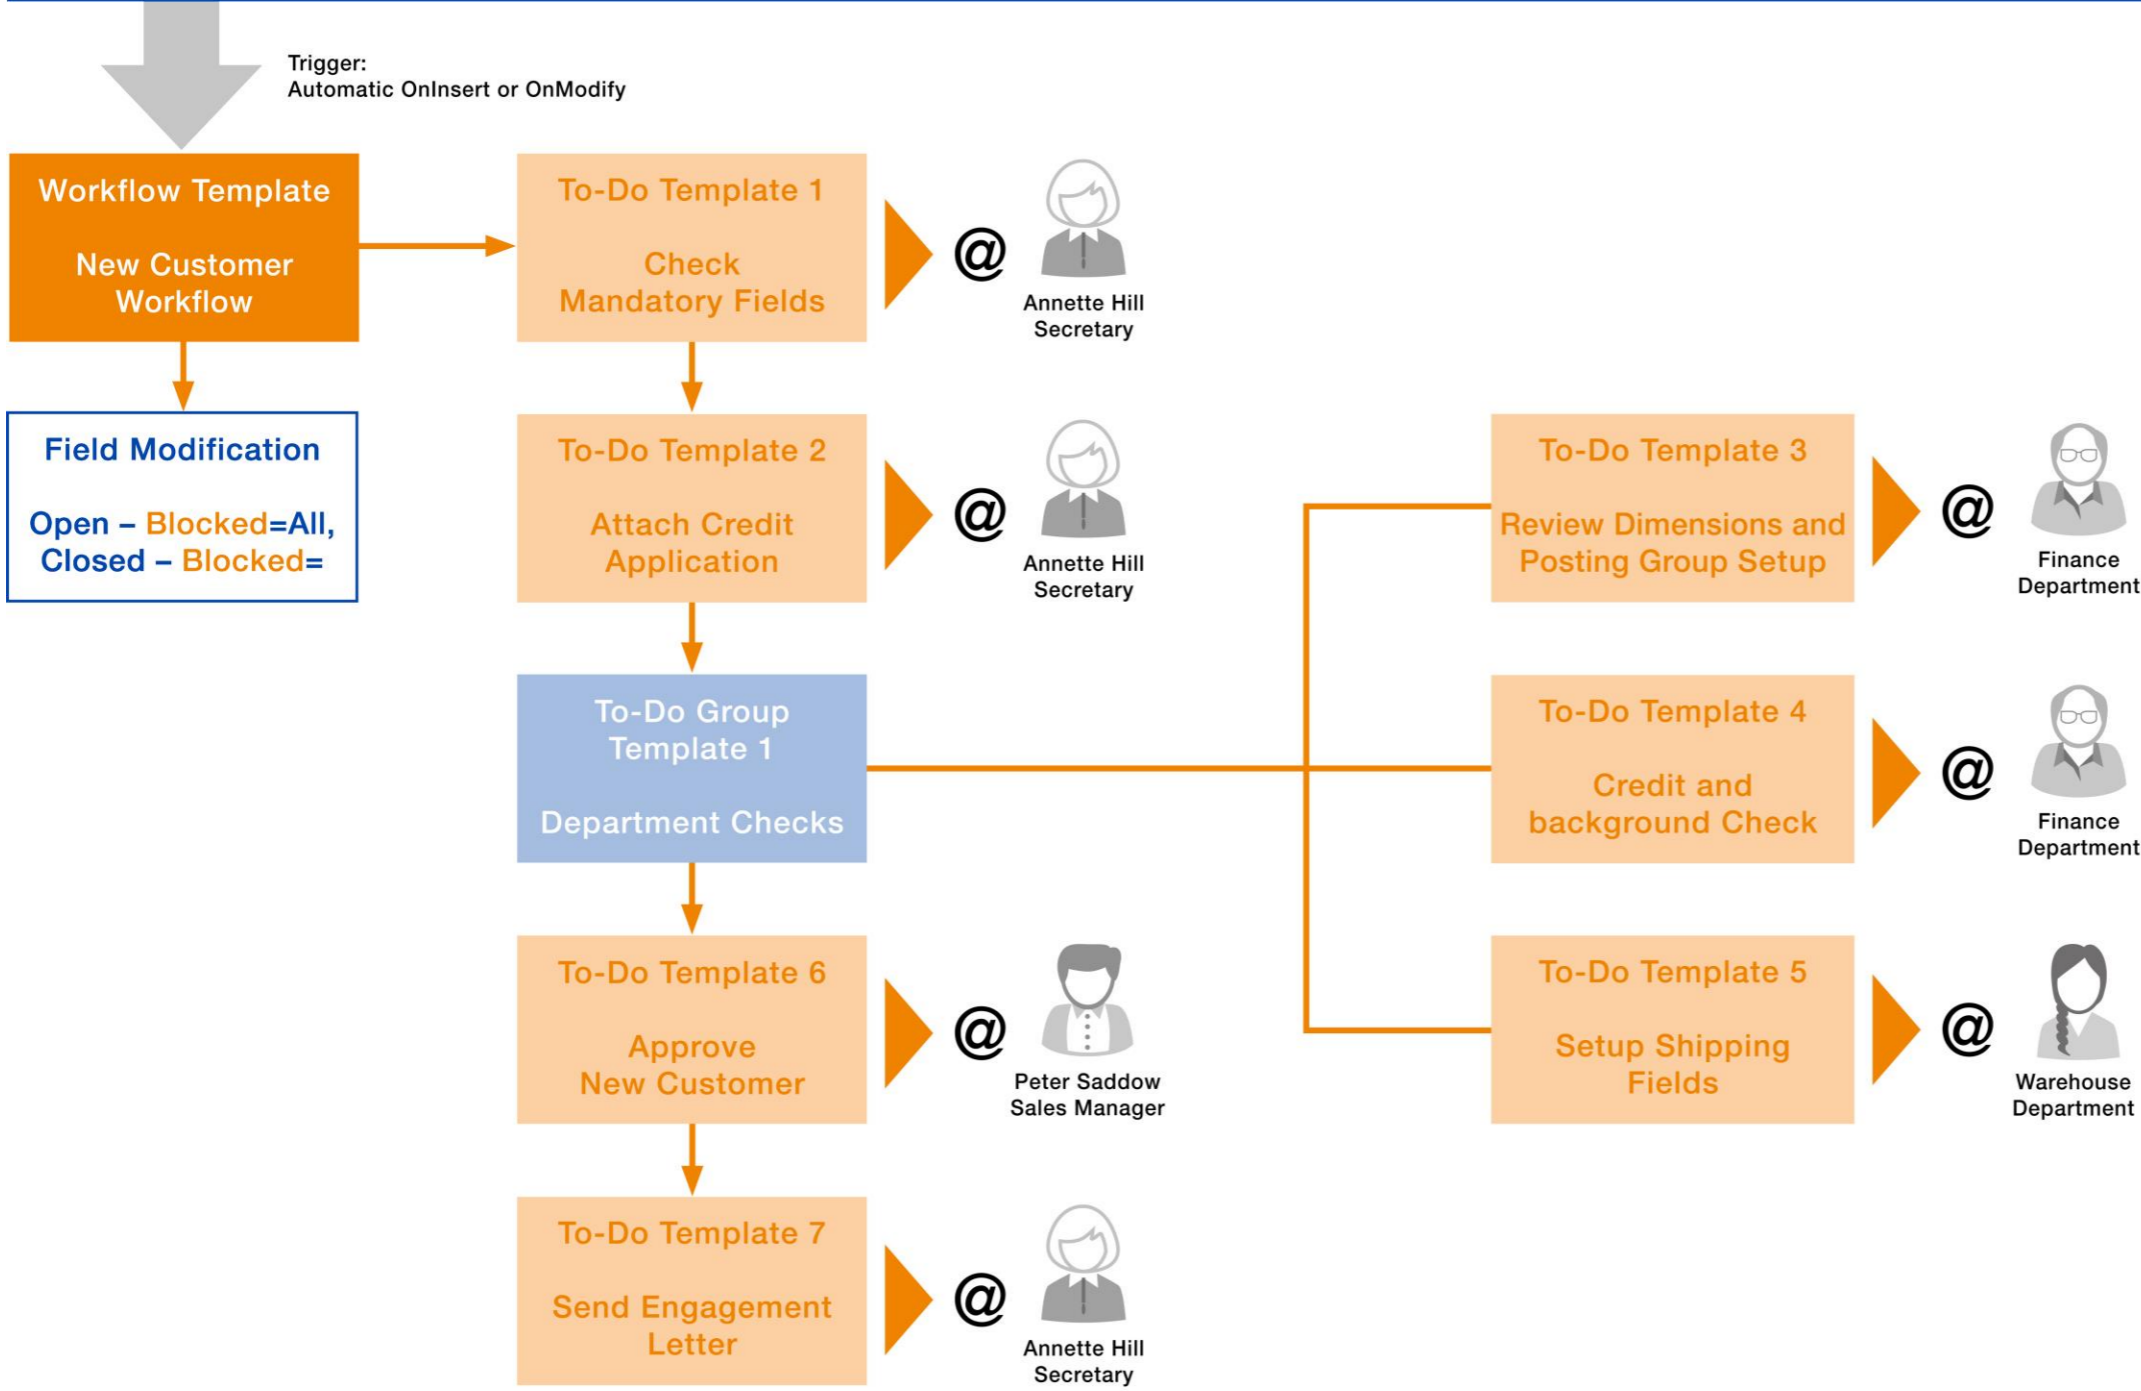 Trigger:
Automatic OnInsert or OnModify
Workflow Template
New Customer
Workflow
To-Do Template 1
Check
Mandatory Fields
@
Annette Hill
Secretary
Field Modification
Open – Blocked=All,
Closed – Blocked=
To-Do Template 2
Attach Credit
Application
@
Annette Hill
Secretary
To-Do Template 3
Review Dimensions and
Posting Group Setup
@
Finance
Department
To-Do Group
Template 1
Department Checks
To-Do Template 4
Credit and
background Check
@
Finance
Department
To-Do Template 6
Approve
New Customer
@
Peter Saddow
Sales Manager
To-Do Template 5
Setup Shipping
Fields
@
Warehouse
Department
To-Do Template 7
Send Engagement
Letter
@
Annette Hill
Secretary